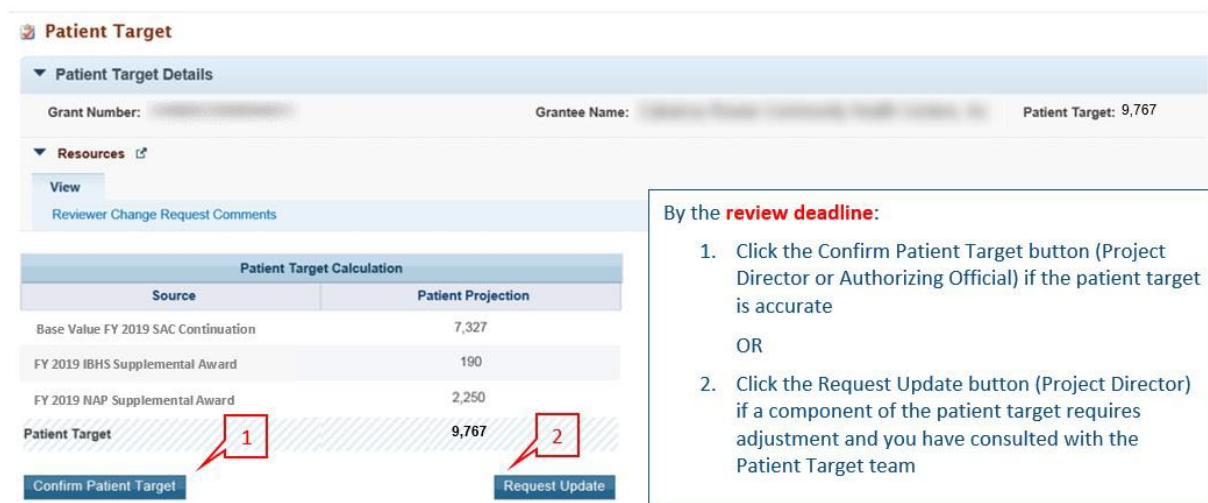 Patient Target
Patient Target Details
Grant Number:
Grantee Name:
Patient Target: 9,767
Resources
View
Reviewer Change Request Comments
Patient Target Calculation
Source Patient Projection
Base Value FY 2019 SAC Continuation 7,327
FY 2019 IBHS Supplemental Award 190
FY 2019 NAP Supplemental Award 2,250
Patient Target 9,767
1
2
Confirm Patient Target
Request Update
By the review deadline:
1. Click the Confirm Patient Target button (Project
Director or Authorizing Official) if the patient target
is accurate
OR
2. Click the Request Update button (Project Director)
if a component of the patient target requires
adjustment and you have consulted with the
Patient Target team